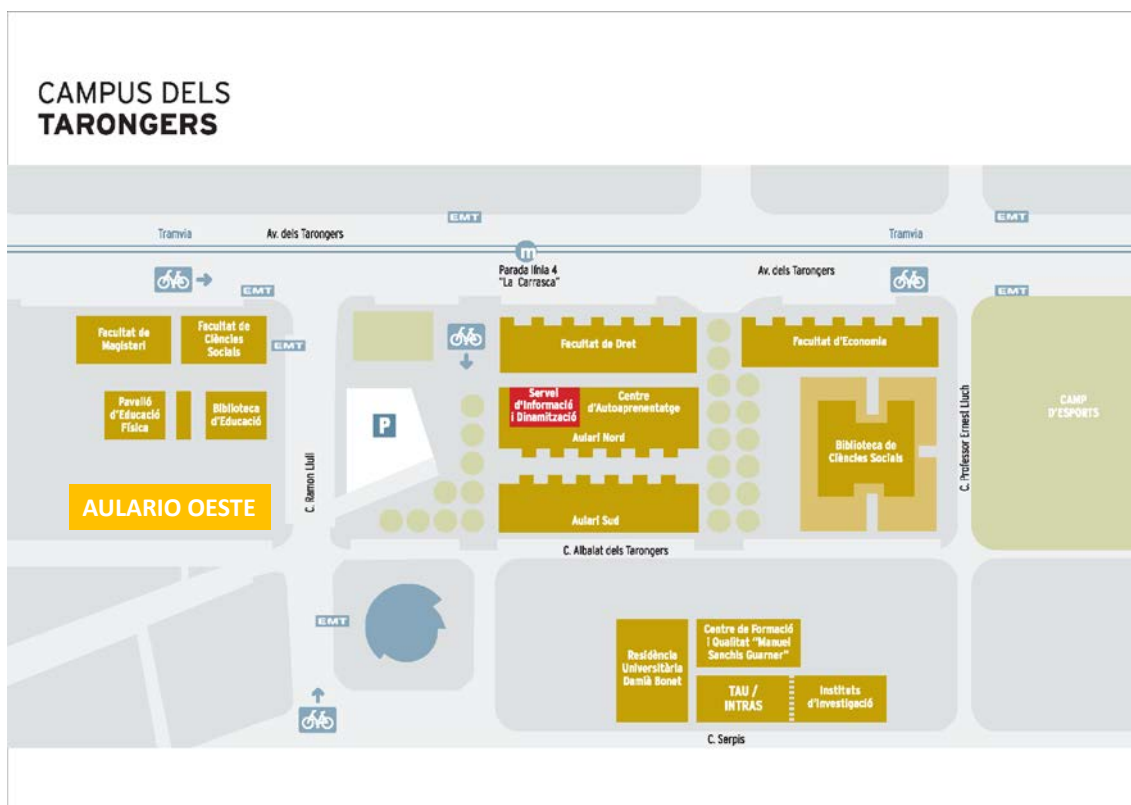 CAMPUS DELS
TARONGERS
EMT
EMT
Tramvia
Av. dels Tarongers
Tramvia
m
Parada línia 4
"La Carrasca"
Av. dels Tarongers
EMT
EMT
Facultat de
Magisteri
Facultat de
Ciències
Socials
EMT
Facultat de Dret
Facultat d'Economia
Pavelló
d'Educació
Física
Biblioteca
d'Educació
P
Servei
d'Informació
i Dinamització
Centre
d'Autoaprenentatge
Aulari Nord
Biblioteca de
Ciències Socials
C. Professor Ernest Lluch
CAMP
D'ESPORTS
AULARIO OESTE
C. Ramon Llull
Aulari Sud
C. Albalat dels Tarongers
EMT
Residència
Universitària
Damià Bonet
Centre de Formació
i Qualitat "Manuel
Sanchis Guarner"
TAU /
INTRAS
Instituts
d'Investigació
C. Serpis